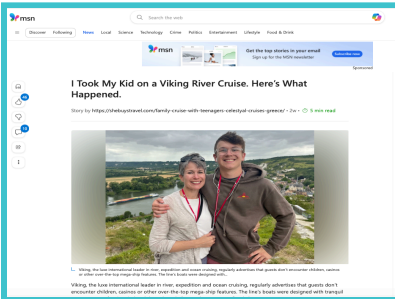 msn
Search the web
Discover Following News Local Science Technology Crime Politics Entertainment Lifestyle Food & Drink
msn
Get the top stories in your email
Sign up for the MSN newsletter
Subscribe now
Sponsored
I Took My Kid on a Viking River Cruise. Here's What
Happened.
Story by https://shebuystravel.com/family-cruise-with-teenagers-celestyal-cruises-greece/ • 2w • 5 min read
Viking, the luxe international leader in river, expedition and ocean cruising, regularly advertises that guests don't encounter children, casinos
or other over-the-top mega-ship features. The line's boats were designed with...
Viking, the luxe international leader in river, expedition and ocean cruising, regularly advertises that guests don't
encounter children, casinos or other over-the-top mega-ship features. The line's boats were designed with tranquil